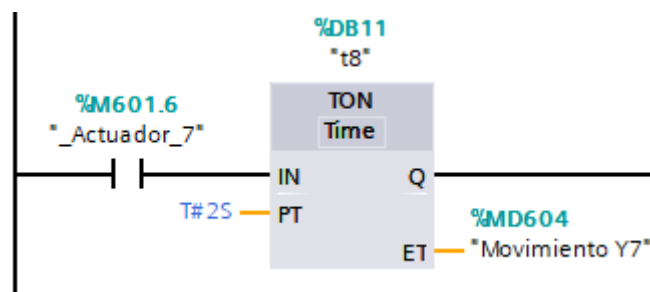 %DB11
"t8"
%M601.6
"_Actuador_7"
TON
Time
IN
Q
T#2S
PT
%MD604
ET
"Movimiento Y7"